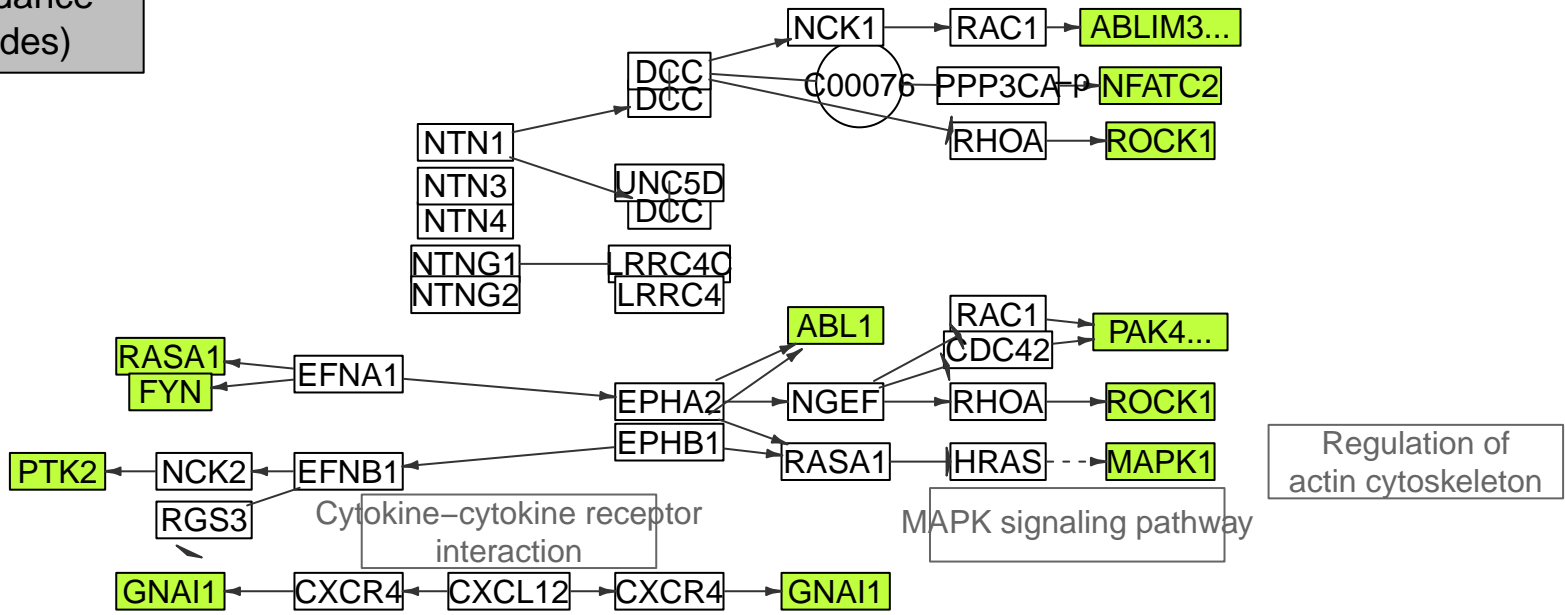 des)
NCK1
RAC1
ABLIM3...
DCC
DCC
C00076
PPP3CA
-p
NFATC2
NTN1
RHOA
ROCK1
NTN3
NTN4
UNC5D
DCC
NTNG1
NTNG2
LRRC4C
LRRC4
ABL1
RAC1
CDC42
PAK4...
RASA1
FYN
EFNA1
EPHA2
NGEF
RHOA
ROCK1
EPHB1
PTK2
NCK2
EFNB1
RASA1
HRAS
MAPK1
Regulation of
actin cytoskeleton
RGS3
Cytokine−cytokine receptor
interaction
MAPK signaling pathway
GNAI1
CXCR4
CXCL12
CXCR4
GNAI1